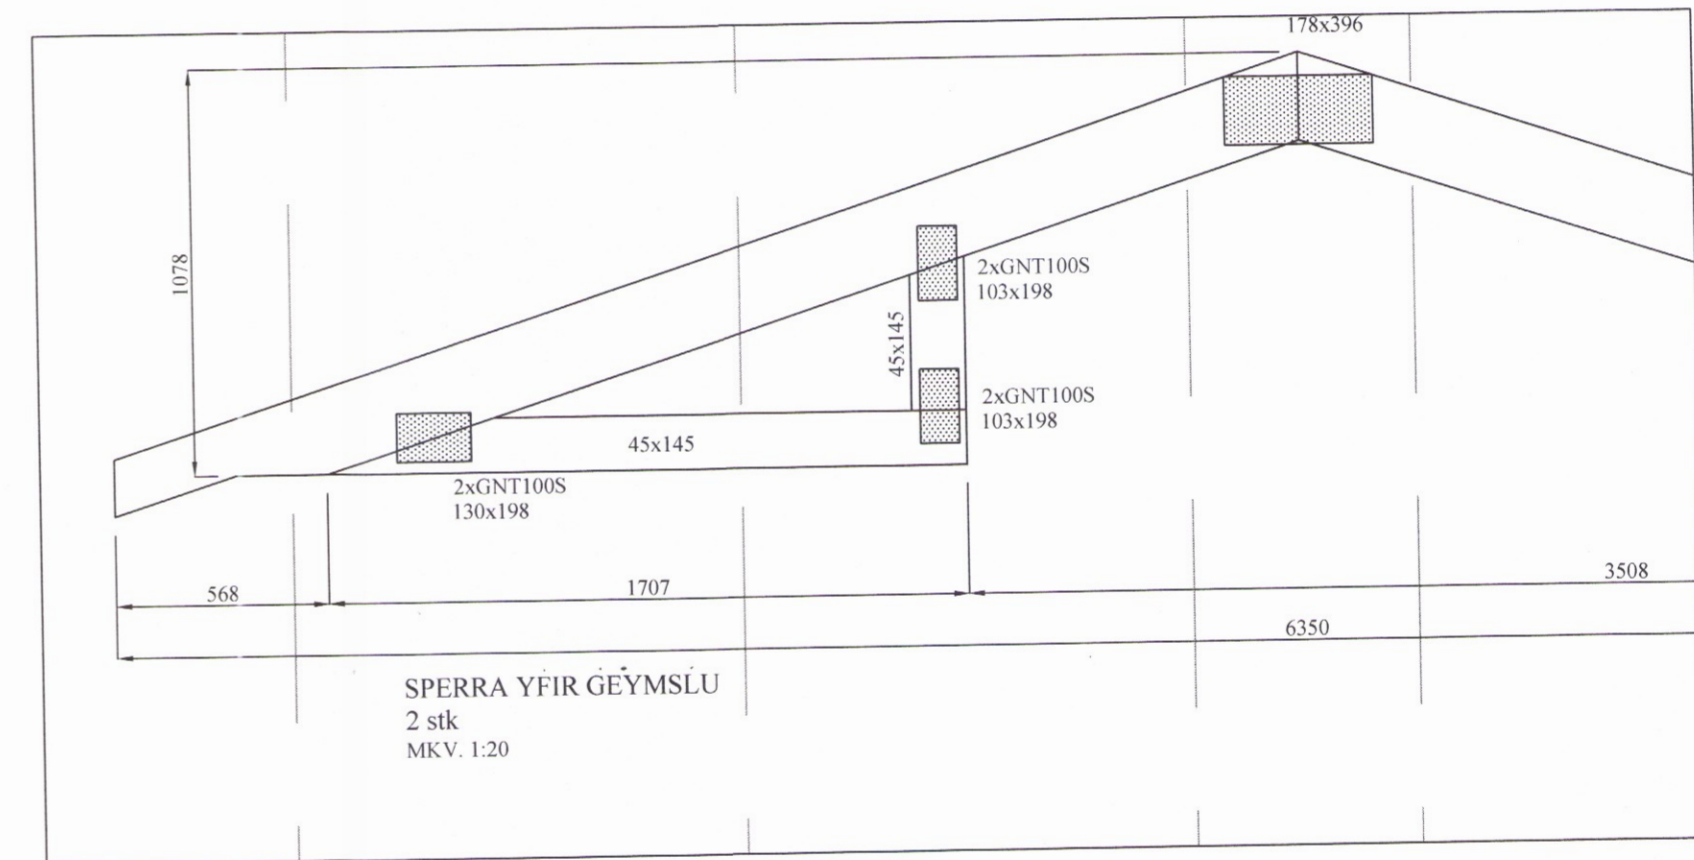 178x396
1078
2xGNT100S
103x198
45x145
2xGNT100S
103x198
45x145
2xGNT100S
130x198
568
1707
3508
6350
SPERRA YFIR GEYMSLU
2 stk
MKV. 1:20